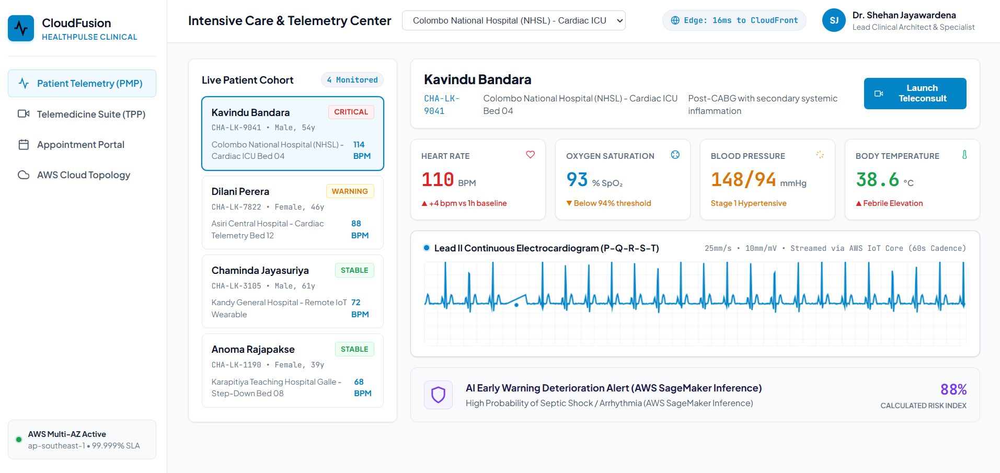 CloudFusion
HEALTHPULSE CLINICAL
Patient Telemetry (PMP)
Telemedicine Suite (TPP)
Appointment Portal
AWS Cloud Topology
AWS Multi-AZ Active
ap-southeast-1 • 99.999% SLA
Intensive Care & Telemetry Center
Colombo National Hospital (NHSL) - Cardiac ICU
Edge: 16ms to CloudFront
SJ
Dr. Shehan Jayawardena
Lead Clinical Architect & Specialist
Live Patient Cohort
4 Monitored
Kavindu Bandara
CRITICAL
CHA-LK-9041 • Male, 54y
Colombo National Hospital (NHSL) -
Cardiac ICU Bed 04
114
BPM
Dilani Perera
WARNING
CHA-LK-7822 • Female, 46y
Asiri Central Hospital - Cardiac
Telemetry Bed 12
88
BPM
Chaminda Jayasuriya
STABLE
CHA-LK-3105 • Male, 61y
Kandy General Hospital - Remote IoT
Wearable
72
BPM
Anoma Rajapakse
STABLE
CHA-LK-1190 • Female, 39y
Karapitiya Teaching Hospital Galle -
Step-Down Bed 08
68
BPM
Kavindu Bandara
CHA-LK-
9041
Colombo National Hospital (NHSL) - Cardiac ICU
Bed 04
Post-CABG with secondary systemic
inflammation
Launch
Teleconsult
HEART RATE
110 BPM
▲ +4 bpm vs 1h baseline
OXYGEN SATURATION
93 % SpO₂
▼ Below 94% threshold
BLOOD PRESSURE
148/94 mmHg
Stage 1 Hypertensive
BODY TEMPERATURE
38.6 °C
▲ Febrile Elevation
Lead II Continuous Electrocardiogram (P-Q-R-S-T)
25mm/s • 10mm/mV • Streamed via AWS IoT Core (60s Cadence)
AI Early Warning Deterioration Alert (AWS SageMaker Inference)
High Probability of Septic Shock / Arrhythmia (AWS SageMaker Inference)
88%
CALCULATED RISK INDEX